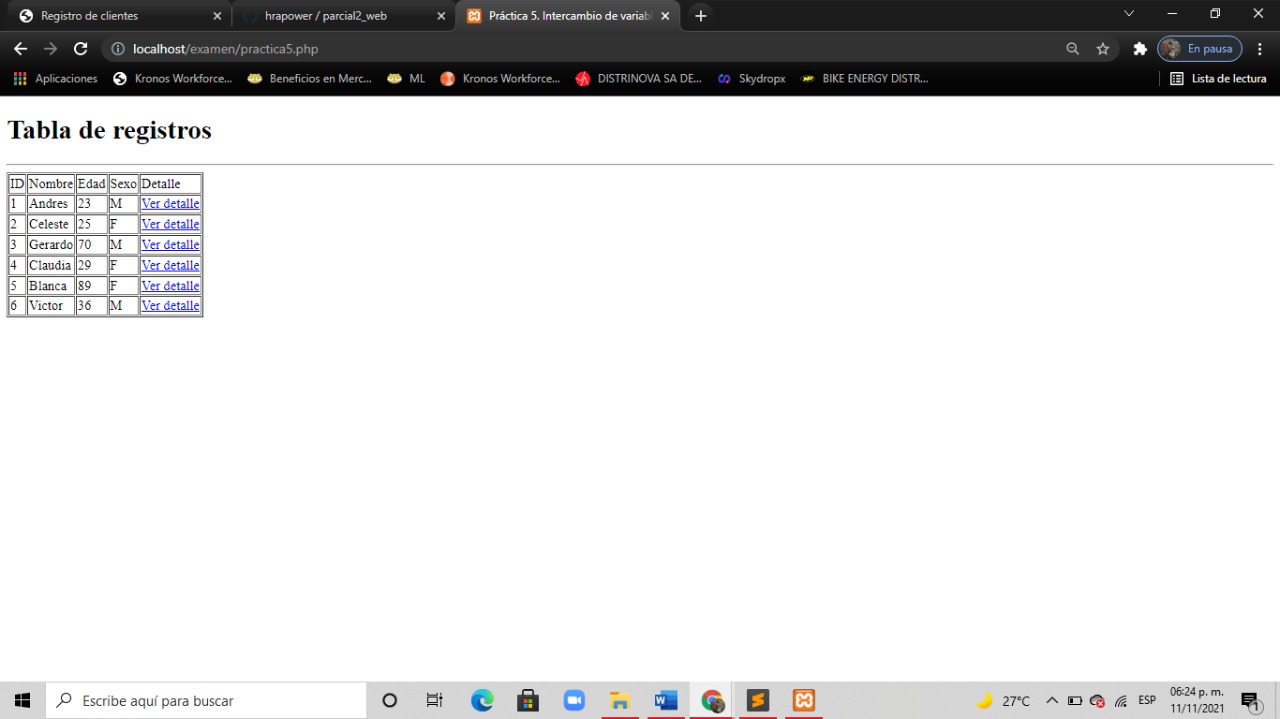 Registro de clientes
hrapower / parcial2_web
Práctica 5. Intercambio de variabl
localhost/examen/practica5.php
En pausa
Aplicaciones
Kronos Workforce...
Beneficios en Merc...
ML
Kronos Workforce...
DISTRINOVA SA DE...
Skydropx
BIKE ENERGY DISTR...
Lista de lectura
Tabla de registros
ID Nombre Edad Sexo Detalle
1 Andres 23 M Ver detalle
2 Celeste 25 F Ver detalle
3 Gerardo 70 M Ver detalle
4 Claudia 29 F Ver detalle
5 Blanca 89 F Ver detalle
6 Victor 36 M Ver detalle
Escribe aquí para buscar
27°C
ESP
06:24 p. m.
11/11/2021
1